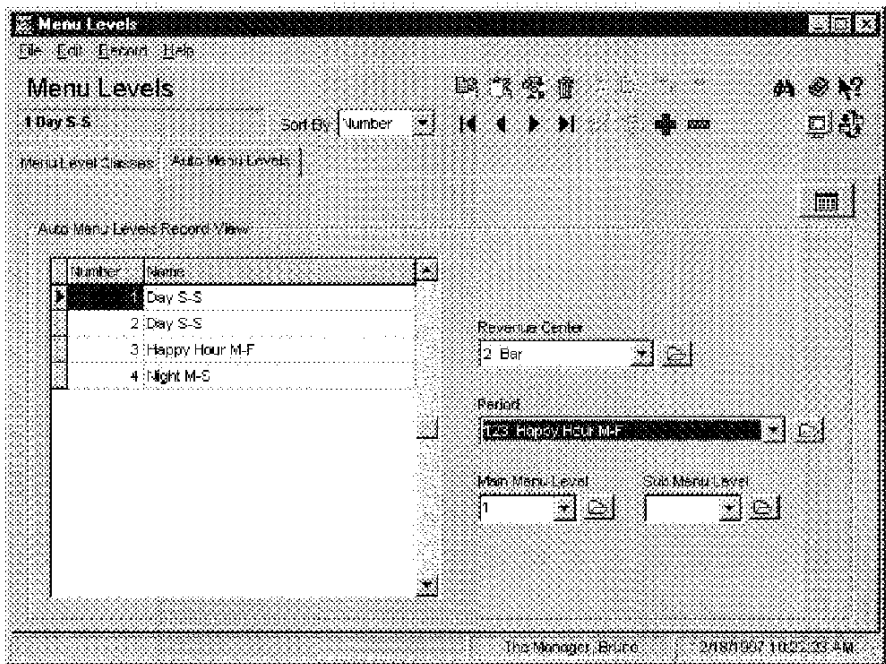 Menu Levels
File Edit Record Help
Menu Levels
1 Day S-S
Sort By Number
Menu Level Classes Auto Menu Levels
Auto Menu Levels Record View
Number Name
1 Day S-S
2 Day S-S
3 Happy Hour M-F
4 Night M-S
Revenue Center
2 Bar
Period
123 Happy Hour M-F
Main Menu Level Sub Menu Level
1
The Manager, Bruce 2/18/1997 10:22:23 AM